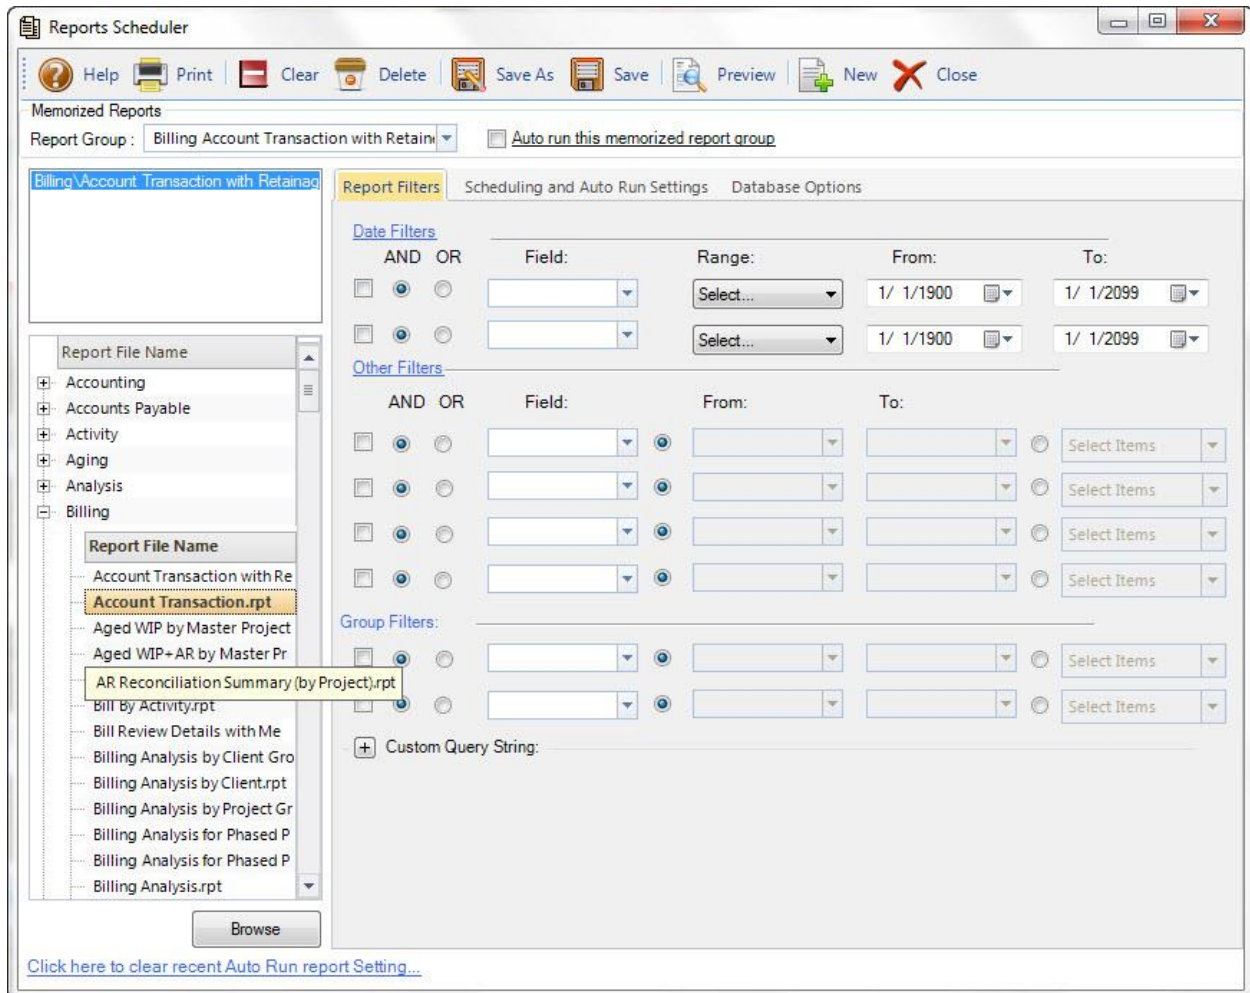 Reports Scheduler
Help Print Clear Delete Save As Save Preview New Close
Memorized Reports
Report Group : Billing Account Transaction with Retain Auto run this memorized report group
Billing\Account Transaction with Retainag
Report Filters Scheduling and Auto Run Settings Database Options
Date Filters
AND OR Field: Range: From: To:
Select... 1/ 1/1900 1/ 1/2099
Select... 1/ 1/1900 1/ 1/2099
Other Filters
AND OR Field: From: To:
Select Items
Select Items
Select Items
Select Items
Group Filters:
Select Items
Select Items
+ Custom Query String:
Report File Name
Accounting
Accounts Payable
Activity
Aging
Analysis
Billing
Report File Name
Account Transaction with Re
Account Transaction.rpt
Aged WIP by Master Project
Aged WIP+AR by Master Pr
AR Reconciliation Summary (by Project).rpt
Bill By Activity.rpt
Bill Review Details with Me
Billing Analysis by Client Gro
Billing Analysis by Client.rpt
Billing Analysis by Project Gr
Billing Analysis for Phased P
Billing Analysis for Phased P
Billing Analysis.rpt
Browse
Click here to clear recent Auto Run report Setting...